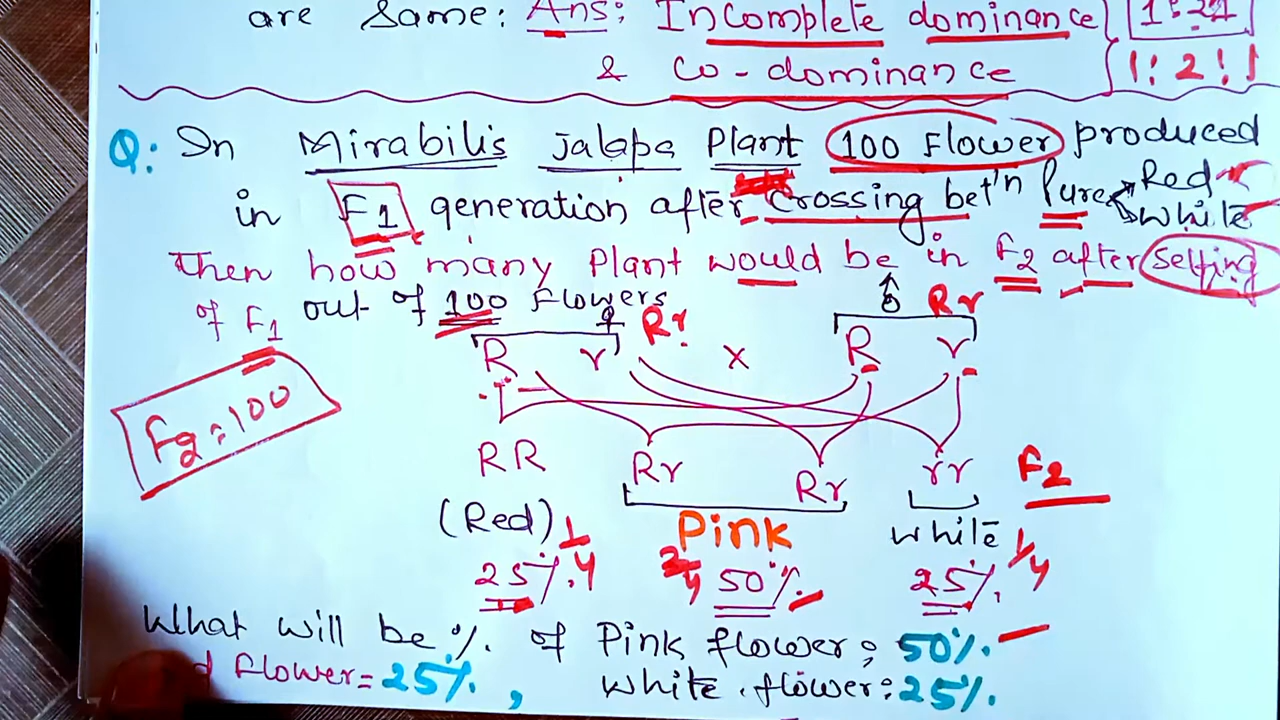 are same: Ans: Incomplete dominance
& co-dominance 1:2:1
Q: In Mirabilis jalapa Plant 100 Flower produced
in F1 generation after crossing bet'n Pure Red
white
Then how many Plant would be in F2 after selfing
of F1 out of 100 flowers
♀ Rr ♂ Rr
R r x R r
F2=100
RR Rr Rr rr F2
(Red) 1/4 Pink white 1/4
25% 2/4 50% 25%
What will be % of Pink flower: 50%
flower=25%, white flower:25%